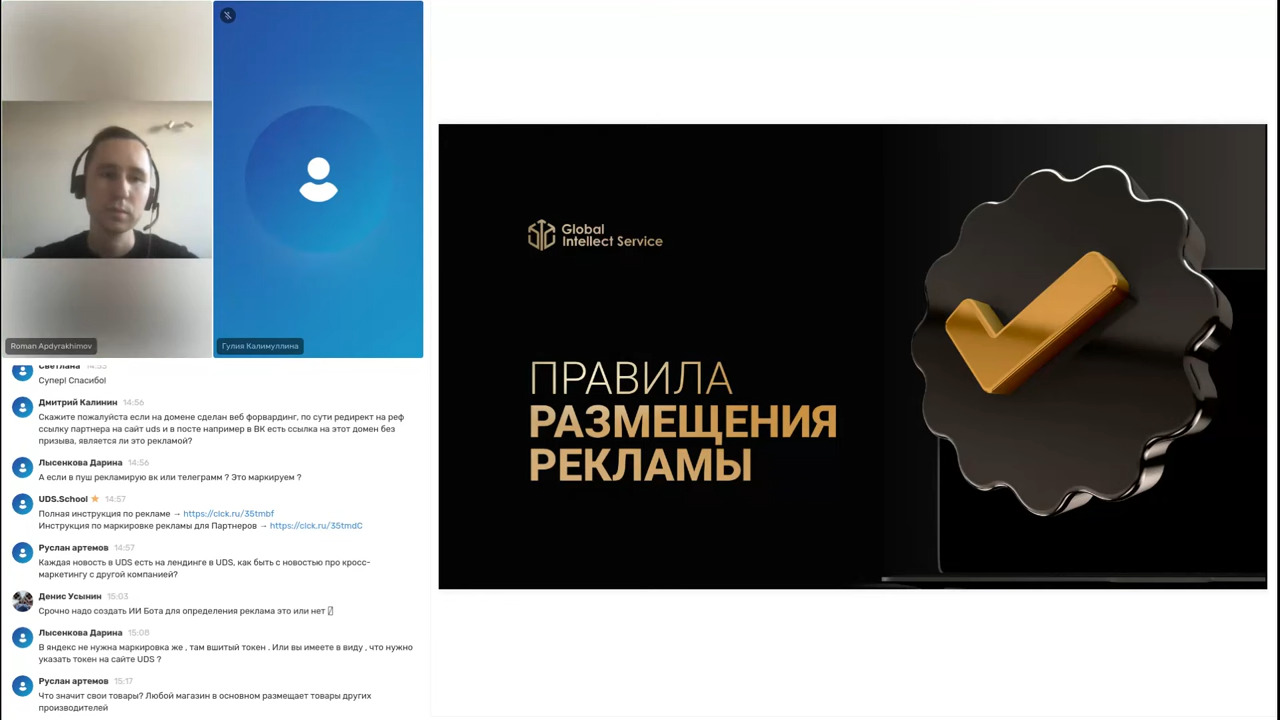 Roman Apdyrakhimov
Гулия Калимуллина
Светлана 14:53
Супер! Спасибо!
Дмитрий Калинин 14:56
Скажите пожалуйста если на домене сделан веб форвардинг, по сути редирект на реф
ссылку партнера на сайт uds и в посте например в ВК есть ссылка на этот домен без
призыва, является ли это рекламой?
Лысенкова Дарина 14:56
А если в пуш рекламирую вк или телеграмм ? Это маркируем ?
UDS.School 14:57
Полная инструкция по рекламе → https://clck.ru/35tmbf
Инструкция по маркировке рекламы для Партнеров → https://clck.ru/35tmdC
Руслан артемов 14:57
Каждая новость в UDS есть на лендинге в UDS, как быть с новостью про кросс-
маркетингу с другой компанией?
Денис Усынин 15:03
Срочно надо создать ИИ Бота для определения реклама это или нет
Лысенкова Дарина 15:08
В яндекс не нужна маркировка же , там вшитый токен . Или вы имеете в виду , что нужно
указать токен на сайте UDS ?
Руслан артемов 15:17
Что значит свои товары? Любой магазин в основном размещает товары других
производителей
Global
Intellect Service
ПРАВИЛА
РАЗМЕЩЕНИЯ
РЕКЛАМЫ